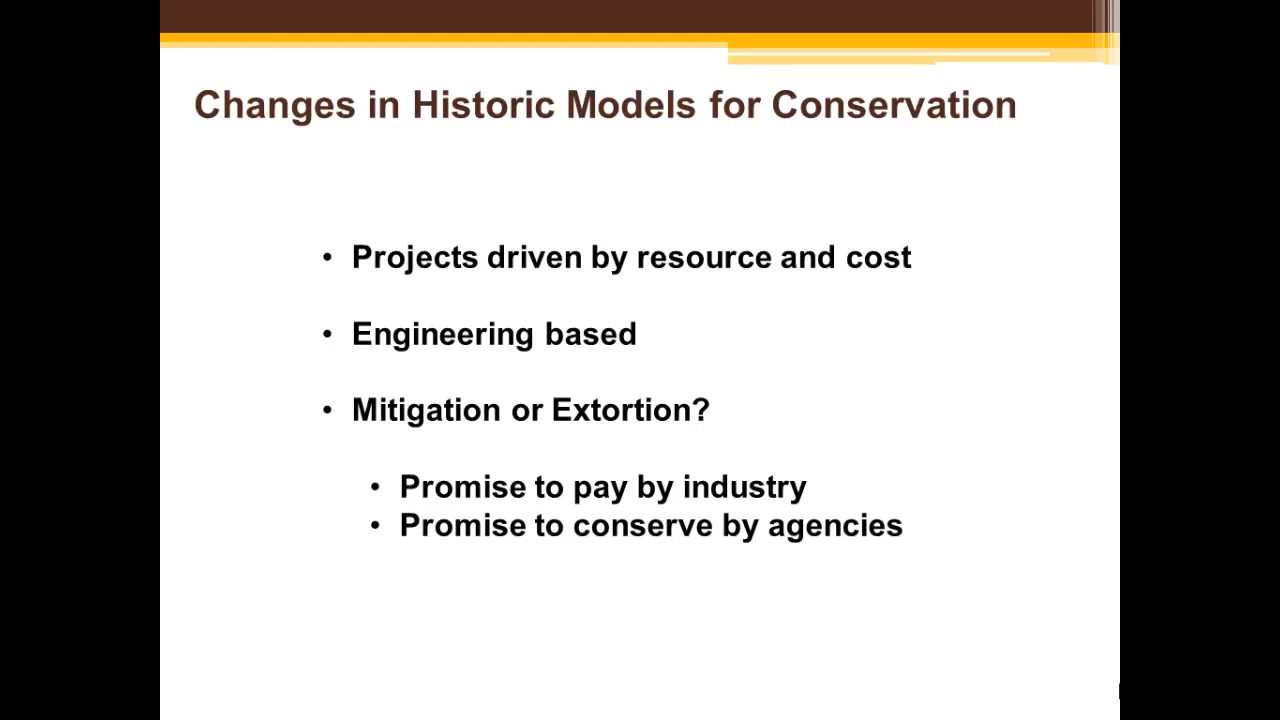 Changes in Historic Models for Conservation
• Projects driven by resource and cost
• Engineering based
• Mitigation or Extortion?
• Promise to pay by industry
• Promise to conserve by agencies